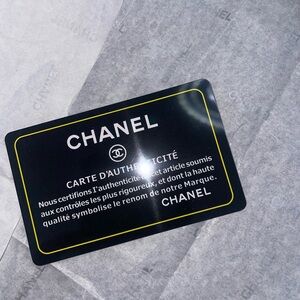 CHANEL
CARTE D'AUTHENTICITÉ
Nous certifions l'authenticité cet article soumis
aux contrôles les plus rigoureux, et dont la haute
qualité symbolise le renom de notre Marque.
CHANEL